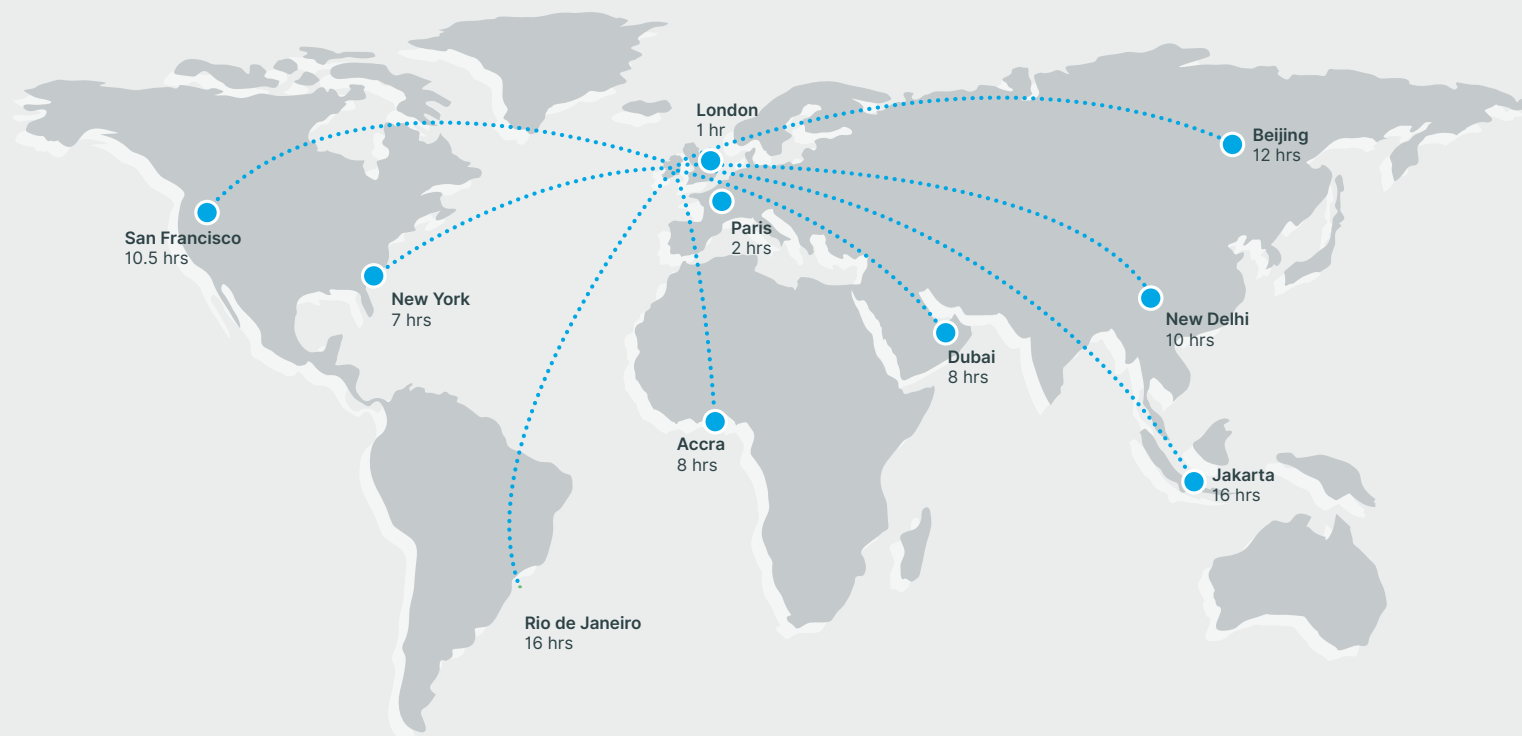 London
1 hr
Beijing
12 hrs
San Francisco
10.5 hrs
Paris
2 hrs
New York
7 hrs
New Delhi
10 hrs
Dubai
8 hrs
Accra
8 hrs
Jakarta
16 hrs
Rio de Janeiro
16 hrs